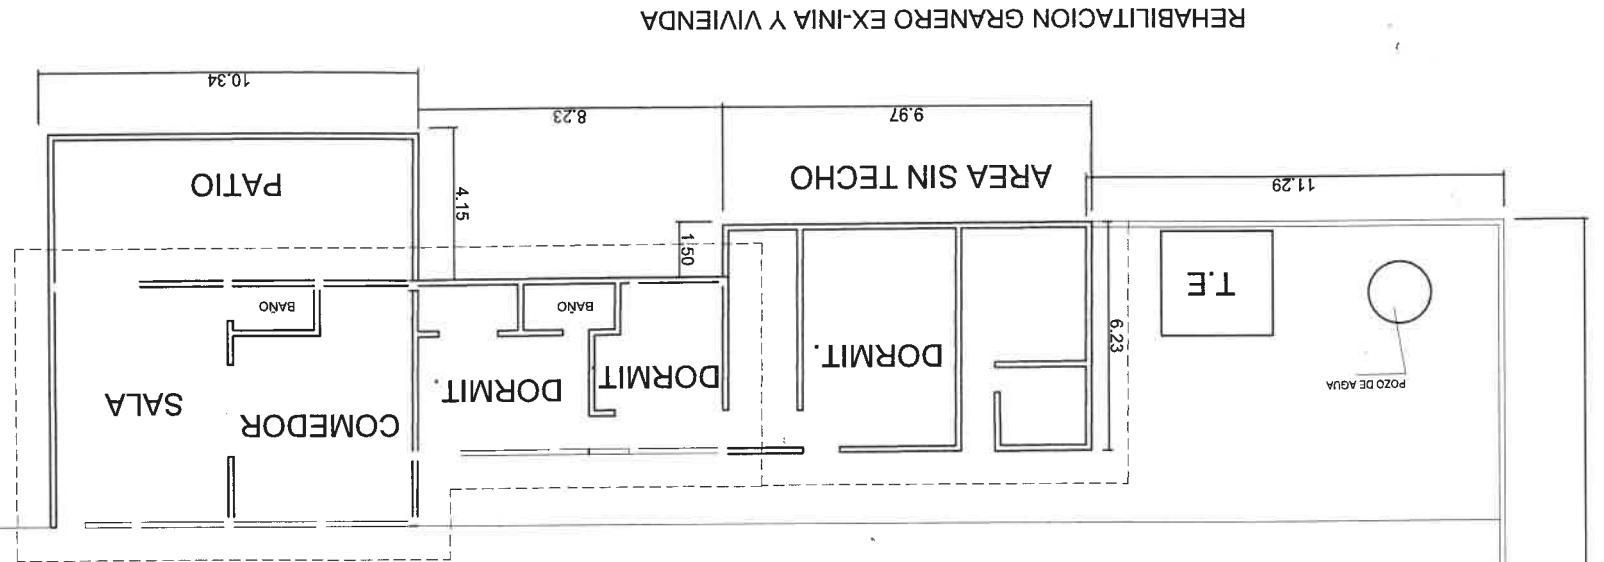 POZO DE AGUA
DORMIT.
DORMIT
DORMIT.
COMEDOR
SALA
6.23
T.E
BAÑO
BAÑO
1.50
4.15
11.29
AREA SIN TECHO
PATIO
9.97
8.23
10.34
REHABILITACION GRANERO EX-INIA Y VIVIENDA